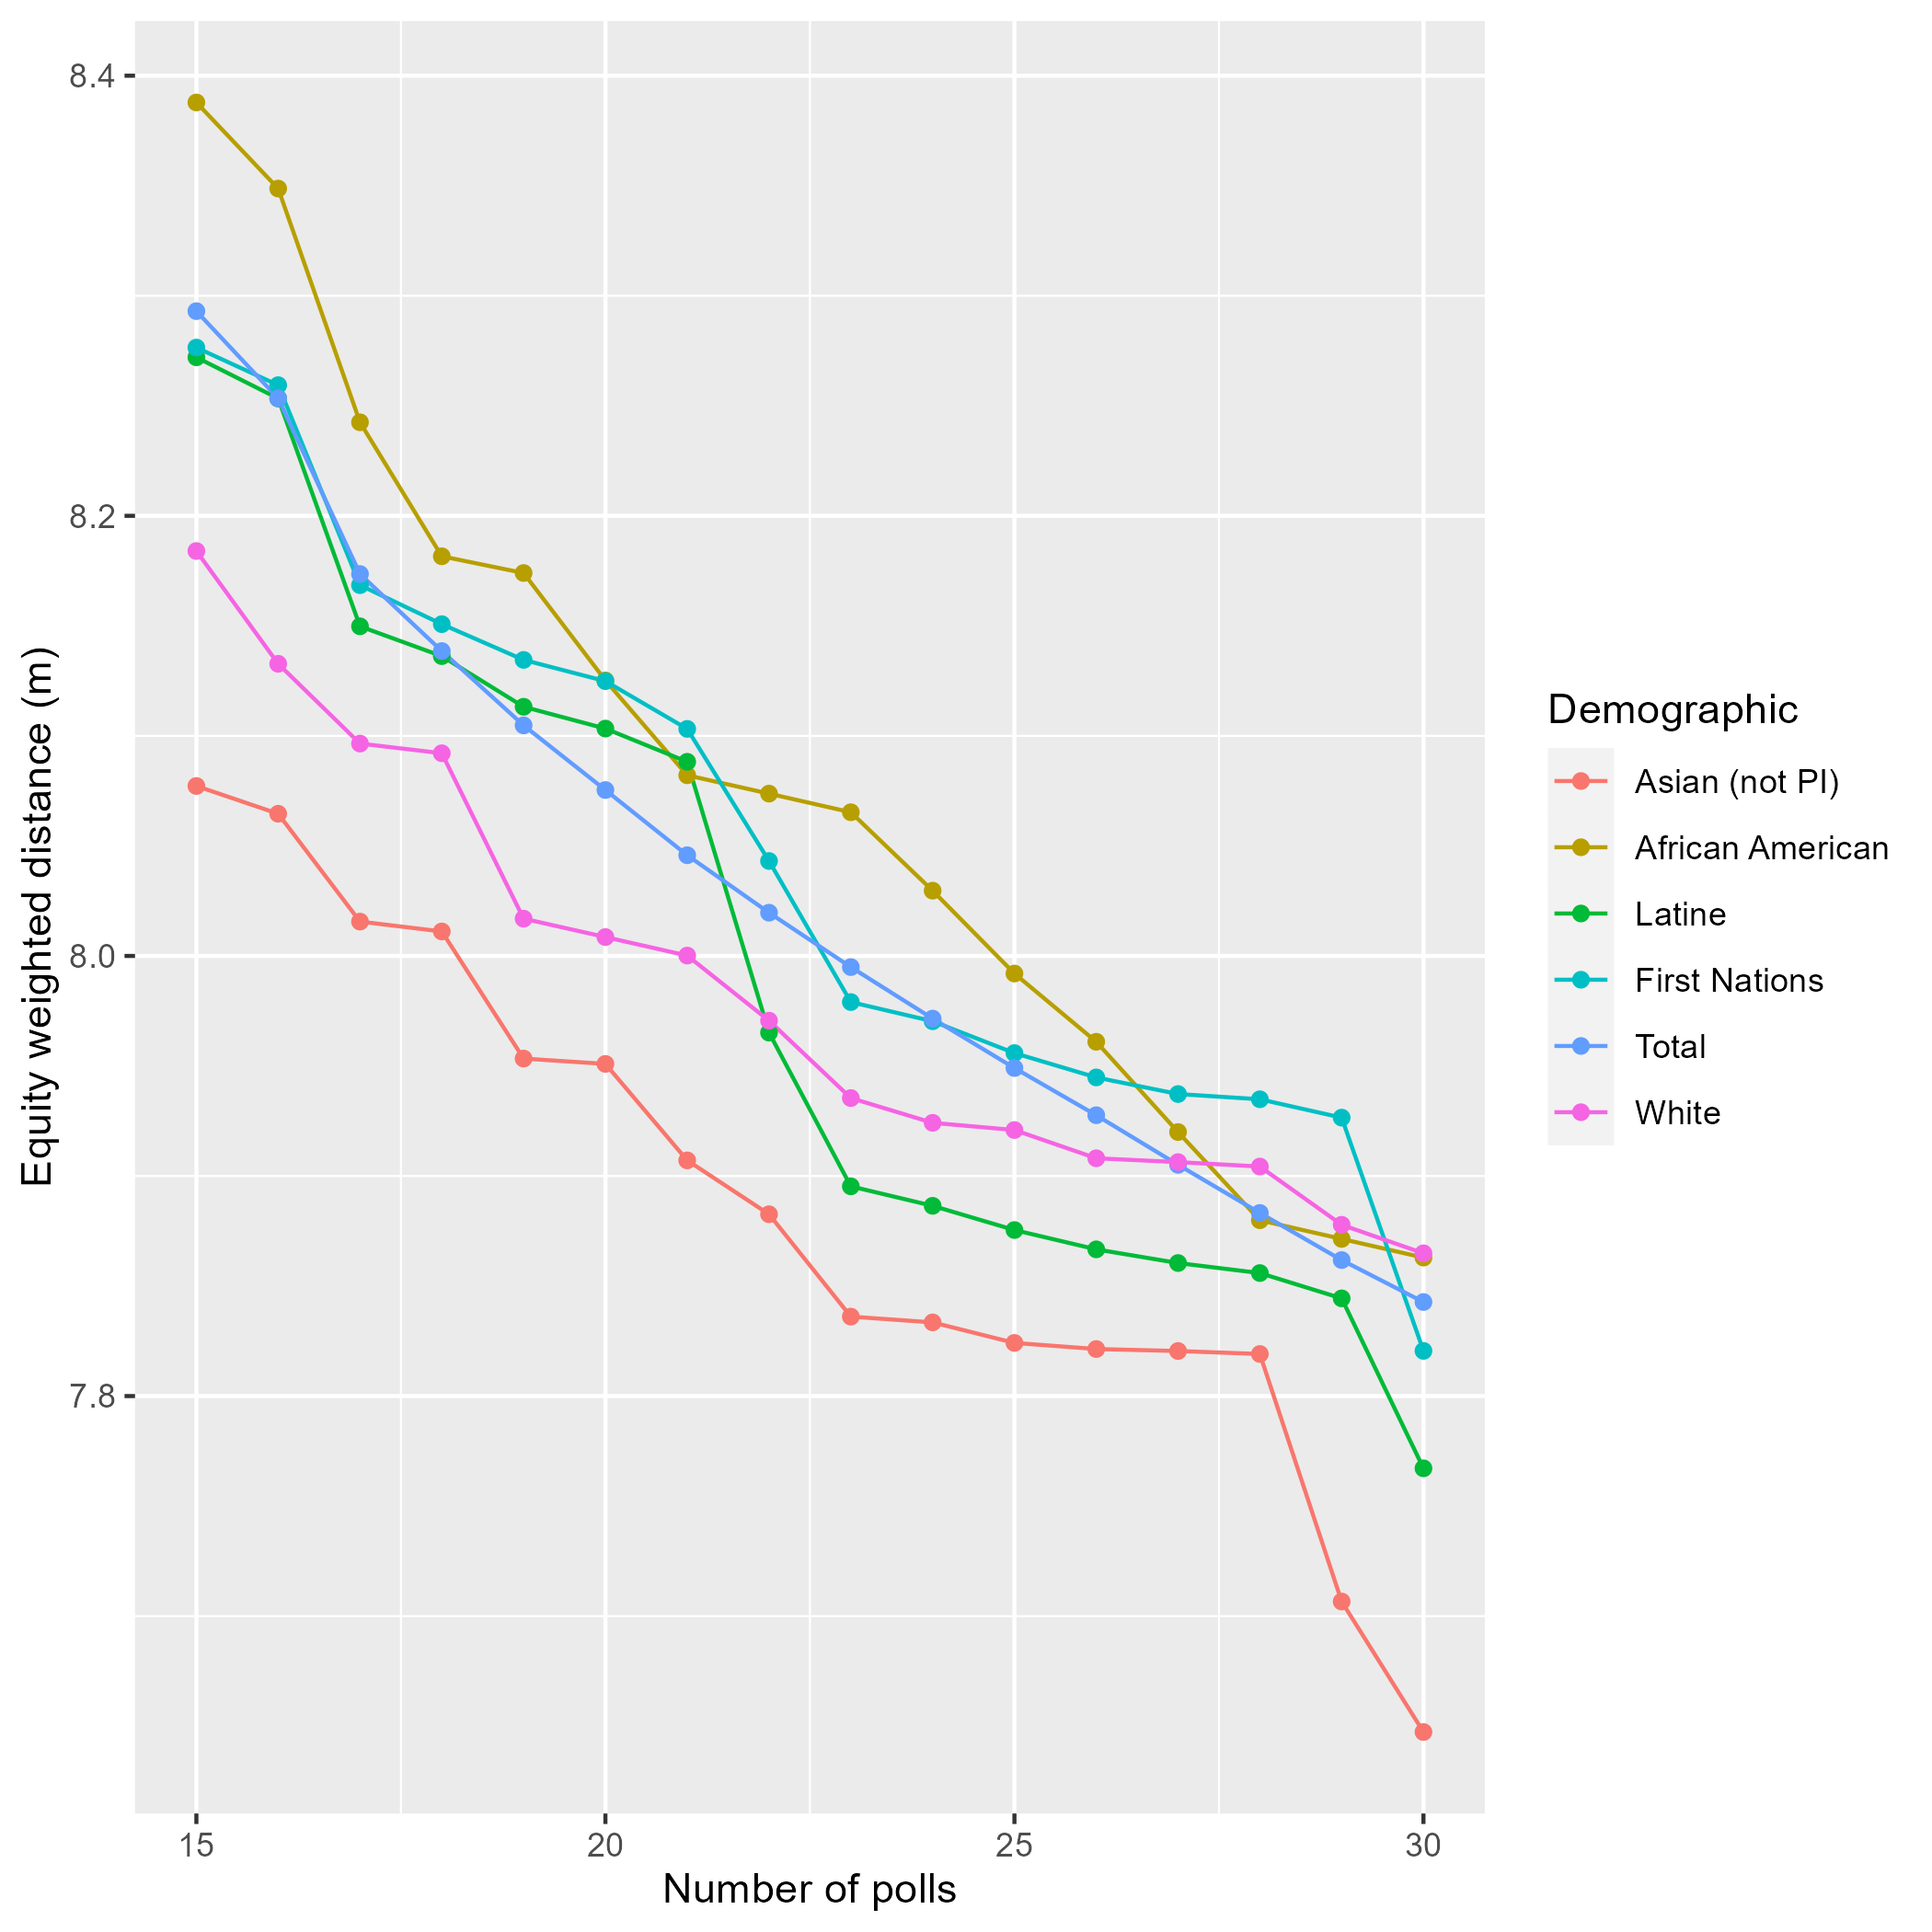 8.4
8.2
8.0
7.8
Equity weighted distance (m)
15
20
25
30
Number of polls
Demographic
Asian (not PI)
African American
Latine
First Nations
Total
White